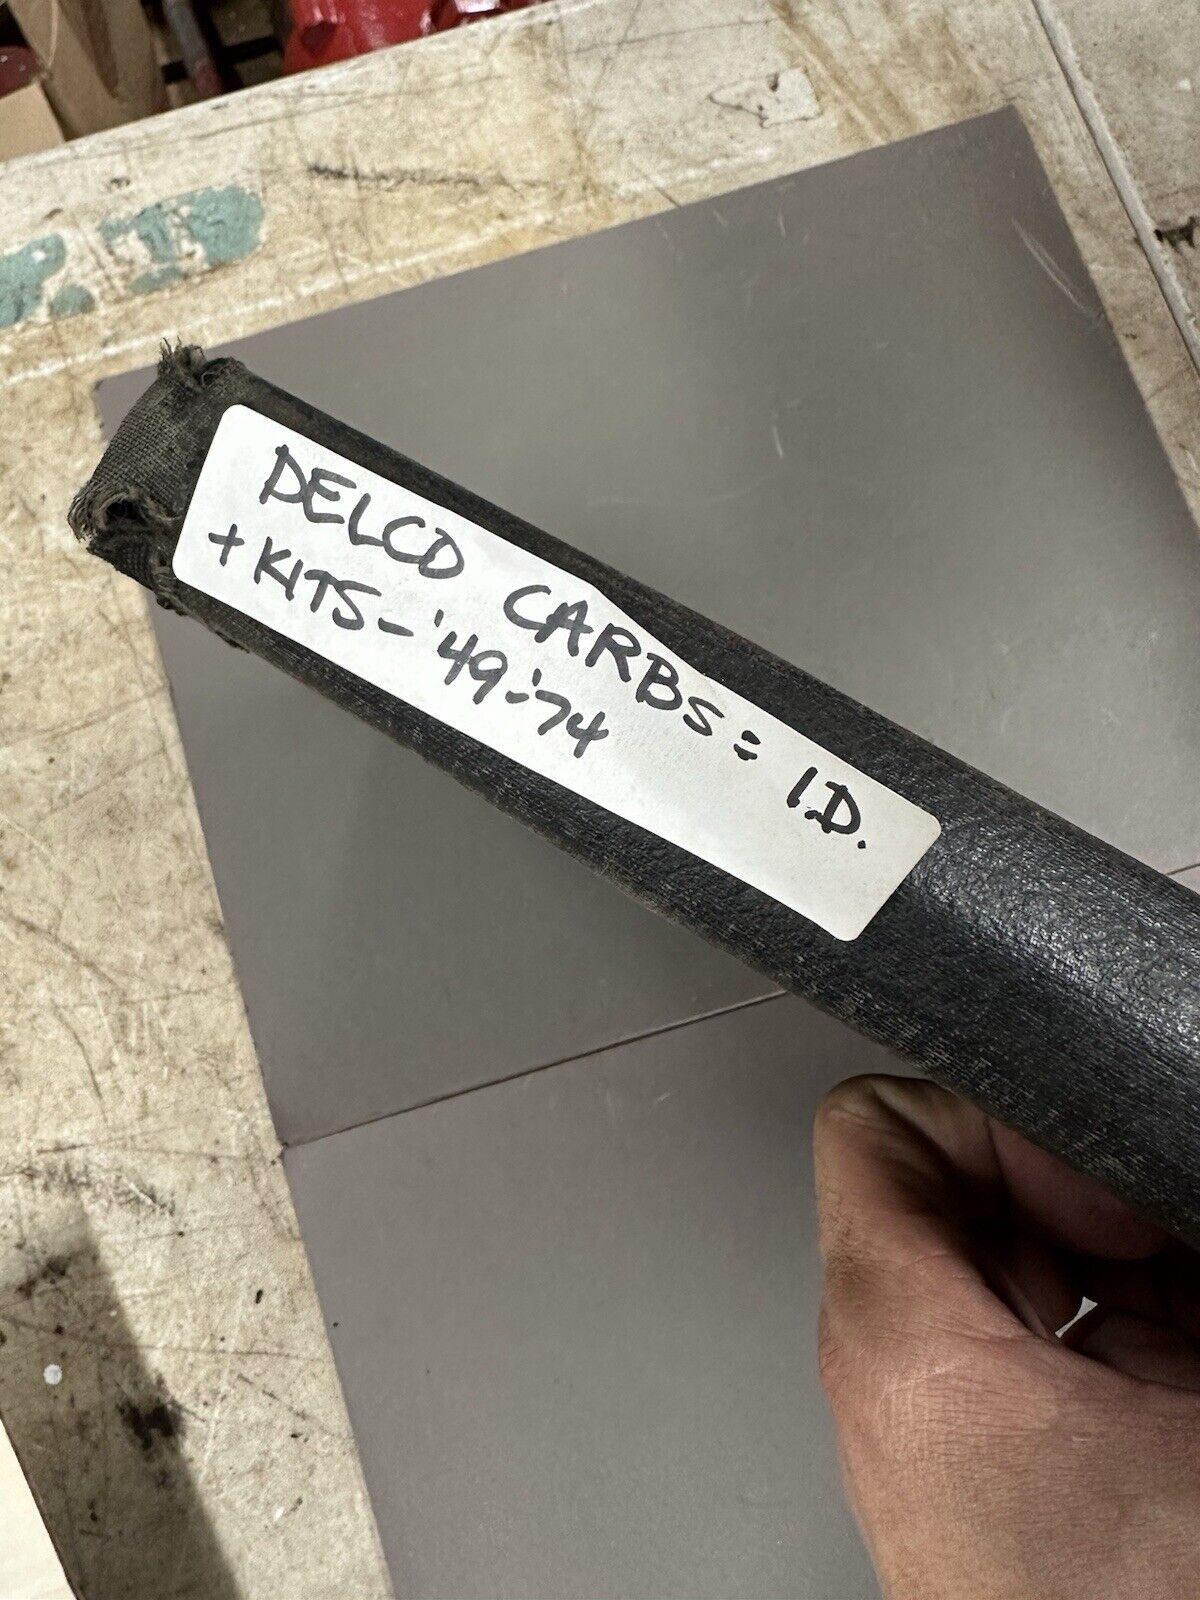 DELCO CARBS = I.D.
+ KITS - '49-'74